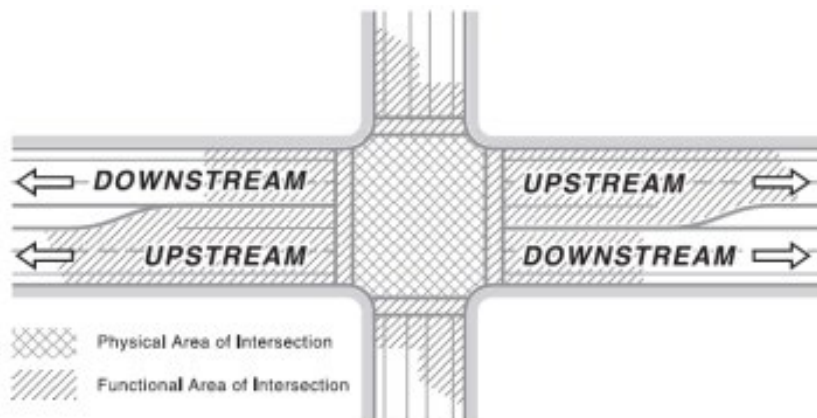 DOWNSTREAM
UPSTREAM
UPSTREAM
DOWNSTREAM
Physical Area of Intersection
Functional Area of Intersection